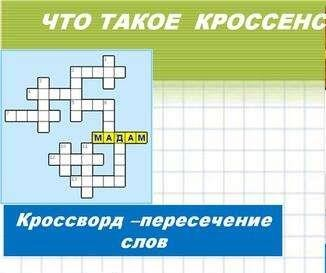 ЧТО ТАКОЕ КРОССЕНС
МАДАМ
Кроссворд –пересечение
слов